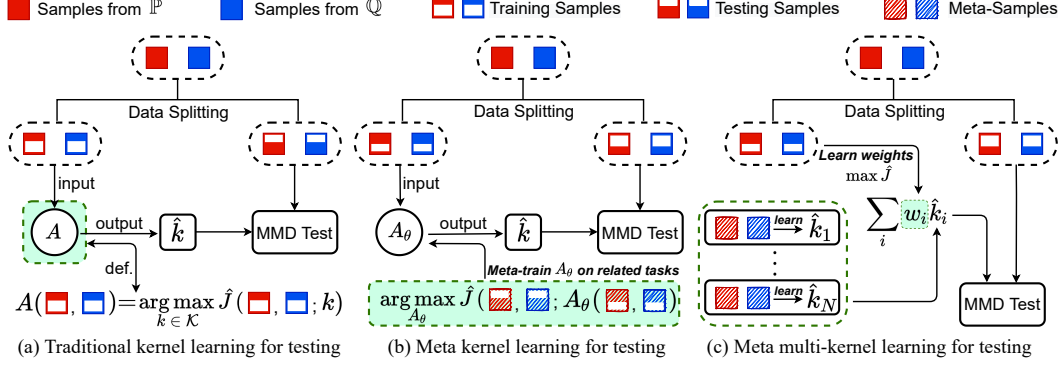 Samples from ℙ Samples from ℚ Training Samples Testing Samples Meta-Samples
Data Splitting
input
A
output
k̂
MMD Test
def.
A( , )=arg max Ĵ( , ; k)
k ∈ 𝒦
(a) Traditional kernel learning for testing
Data Splitting
input
A_θ
output
k̂
MMD Test
Meta-train A_θ on related tasks
arg max Ĵ( , ; A_θ( , ))
A_θ
(b) Meta kernel learning for testing
Data Splitting
Learn weights
max Ĵ
∑ w_i k̂_i
i
learn k̂_1
learn k̂_N
MMD Test
(c) Meta multi-kernel learning for testing